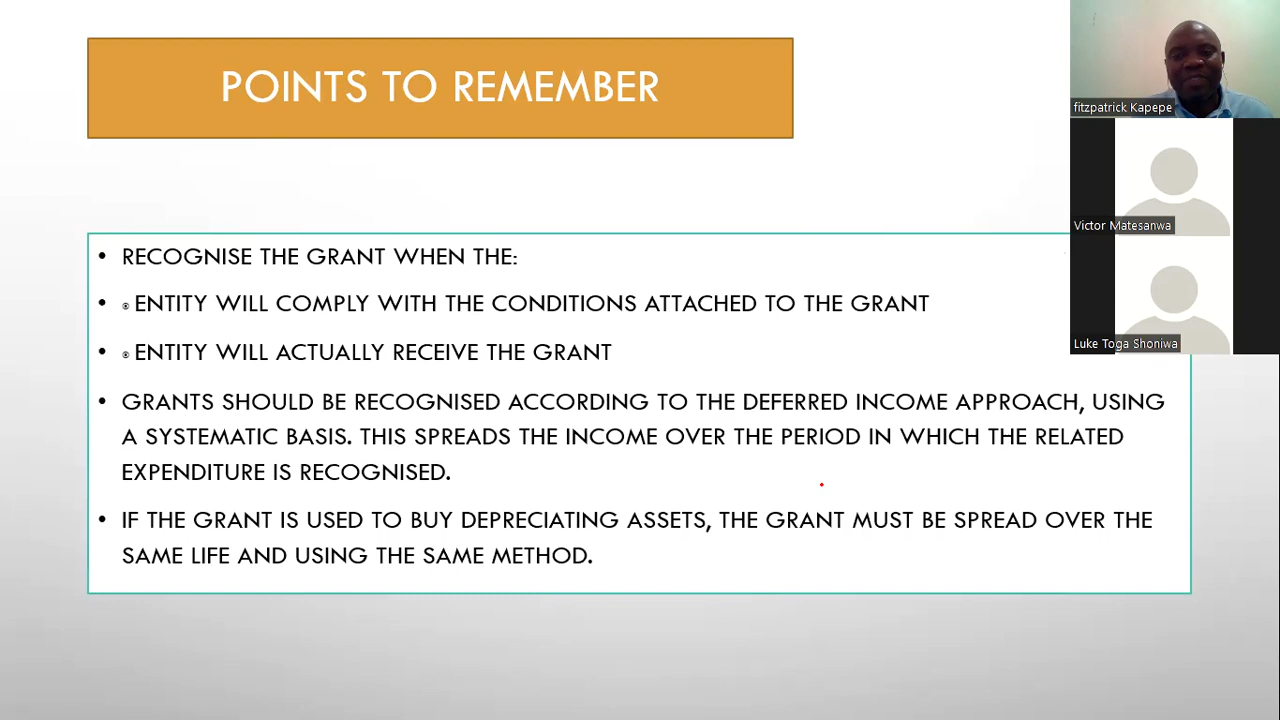 POINTS TO REMEMBER
• RECOGNISE THE GRANT WHEN THE:
• ® ENTITY WILL COMPLY WITH THE CONDITIONS ATTACHED TO THE GRANT
• ® ENTITY WILL ACTUALLY RECEIVE THE GRANT
• GRANTS SHOULD BE RECOGNISED ACCORDING TO THE DEFERRED INCOME APPROACH, USING
A SYSTEMATIC BASIS. THIS SPREADS THE INCOME OVER THE PERIOD IN WHICH THE RELATED
EXPENDITURE IS RECOGNISED.
• IF THE GRANT IS USED TO BUY DEPRECIATING ASSETS, THE GRANT MUST BE SPREAD OVER THE
SAME LIFE AND USING THE SAME METHOD.
fitzpatrick Kapepe
Victor Matesanwa
Luke Toga Shoniwa